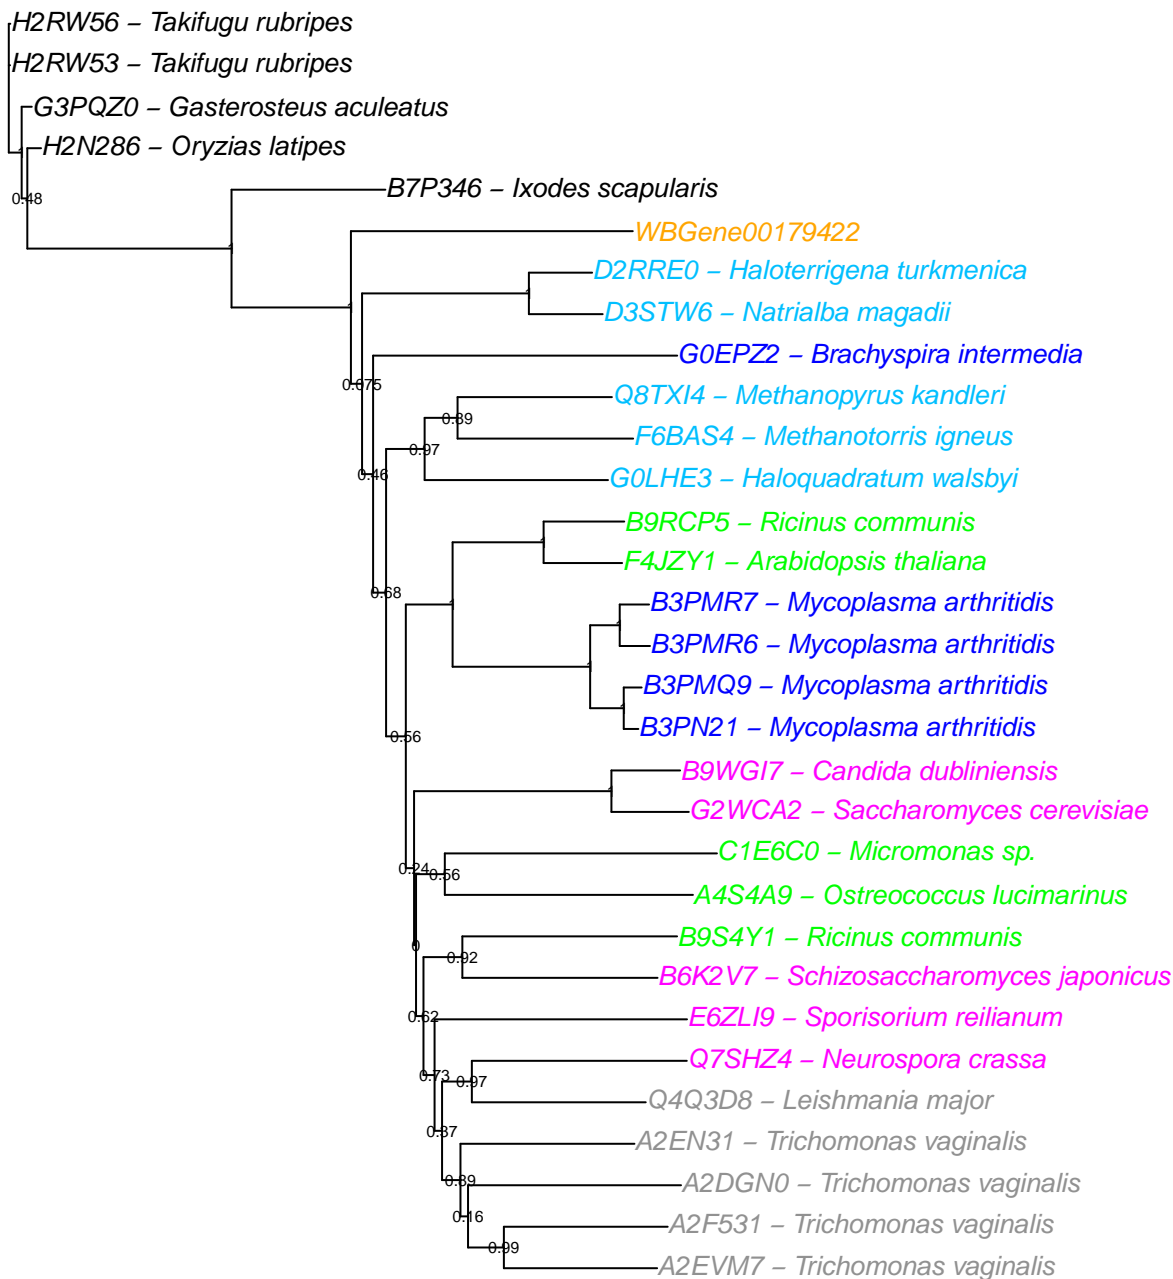 H2RW56 – Takifugu rubripes
H2RW53 – Takifugu rubripes
G3PQZ0 – Gasterosteus aculeatus
H2N286 – Oryzias latipes
B7P346 – Ixodes scapularis
0.48
WBGene00179422
D2RRE0 – Haloterrigena turkmenica
D3STW6 – Natrialba magadii
G0EPZ2 – Brachyspira intermedia
0.075
Q8TXI4 – Methanopyrus kandleri
0.89
F6BAS4 – Methanotorris igneus
0.97
0.46
G0LHE3 – Haloquadratum walsbyi
B9RCP5 – Ricinus communis
F4JZY1 – Arabidopsis thaliana
0.68
B3PMR7 – Mycoplasma arthritidis
B3PMR6 – Mycoplasma arthritidis
B3PMQ9 – Mycoplasma arthritidis
B3PN21 – Mycoplasma arthritidis
0.56
B9WGI7 – Candida dubliniensis
G2WCA2 – Saccharomyces cerevisiae
C1E6C0 – Micromonas sp.
0.24
0.56
A4S4A9 – Ostreococcus lucimarinus
B9S4Y1 – Ricinus communis
0
0.92
B6K2V7 – Schizosaccharomyces japonicus
0.62
E6ZLI9 – Sporisorium reilianum
Q7SHZ4 – Neurospora crassa
0.73
0.97
Q4Q3D8 – Leishmania major
0.87
A2EN31 – Trichomonas vaginalis
0.89
A2DGN0 – Trichomonas vaginalis
0.16
A2F531 – Trichomonas vaginalis
0.99
A2EVM7 – Trichomonas vaginalis